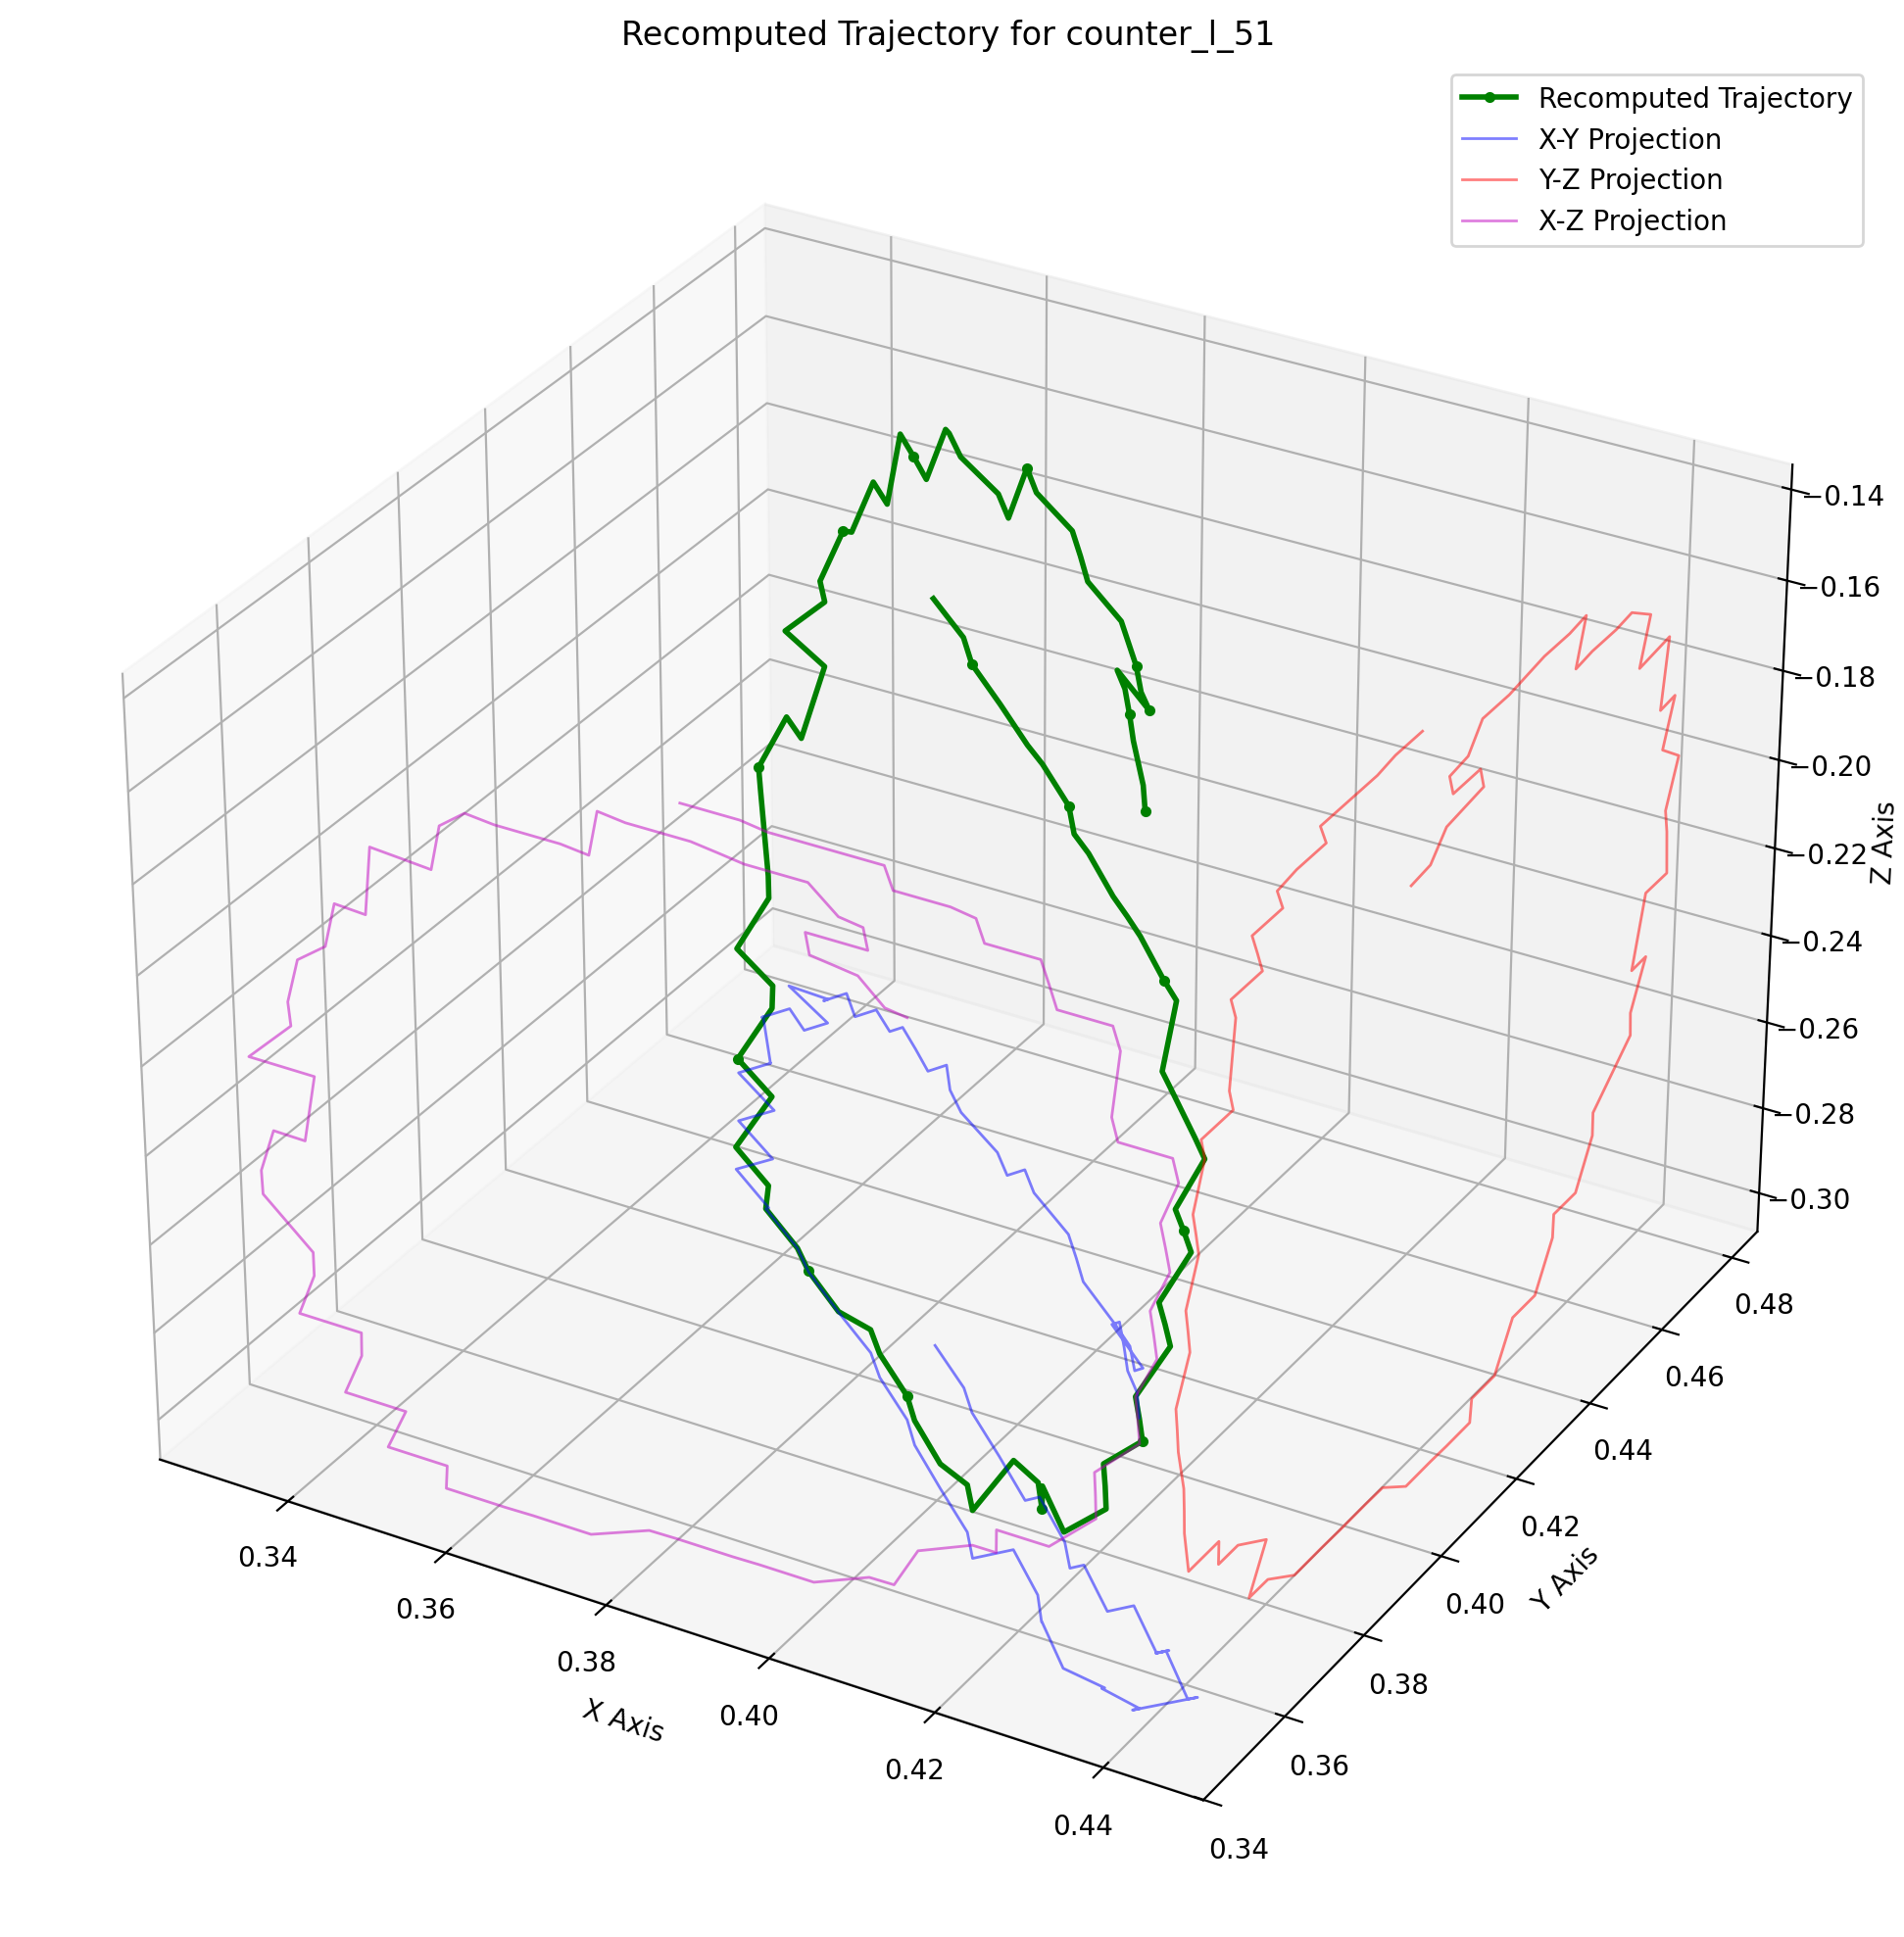 Recomputed Trajectory for counter_l_51
Recomputed Trajectory
X-Y Projection
Y-Z Projection
X-Z Projection
−0.14
−0.16
−0.18
−0.20
−0.22
−0.24
−0.26
−0.28
−0.30
Z Axis
0.48
0.46
0.44
0.42
0.40
0.38
0.36
0.34
Y Axis
0.34
0.36
0.38
0.40
0.42
0.44
X Axis